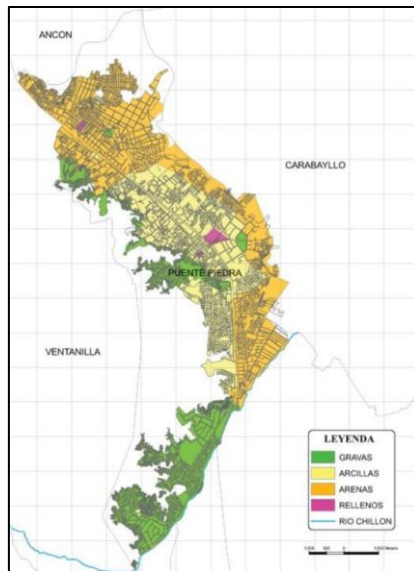 ANCON
CARABAYLLO
PUENTE PIEDRA
VENTANILLA
LEYENDA
GRAVAS
ARCILLAS
ARENAS
RELLENOS
RIO CHILLON